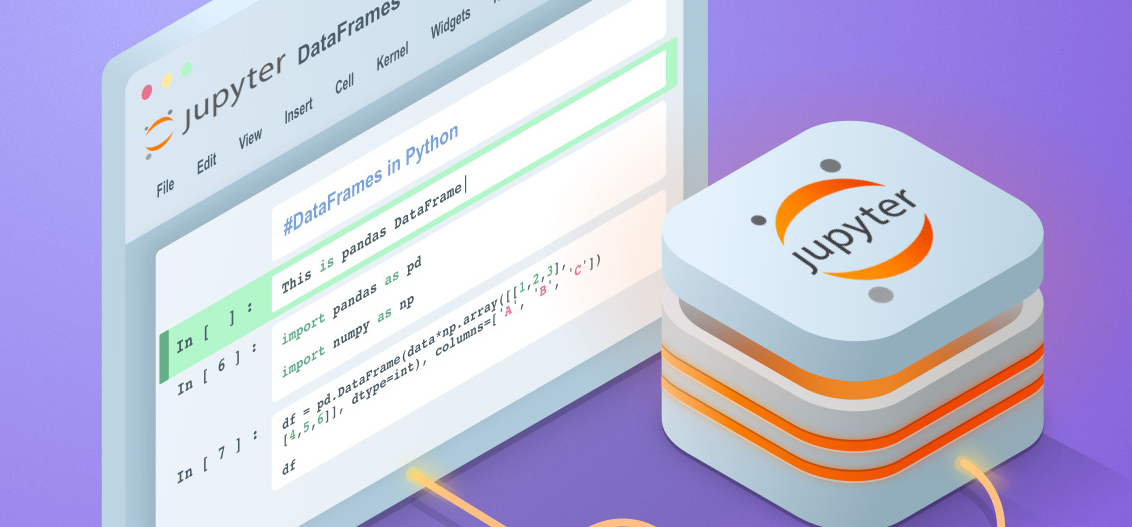 Jupyter DataFrames
File Edit View Insert Cell Kernel Widgets
#DataFrames in Python
In [ ] : This is pandas DataFrame
In [ 6 ] : import pandas as pd
import numpy as np
In [ 7 ] : df = pd.DataFrame(data*np.array([[1,2,3],
[4,5,6]], dtype=int), columns=['A', 'B', 'C'])
df
Jupyter